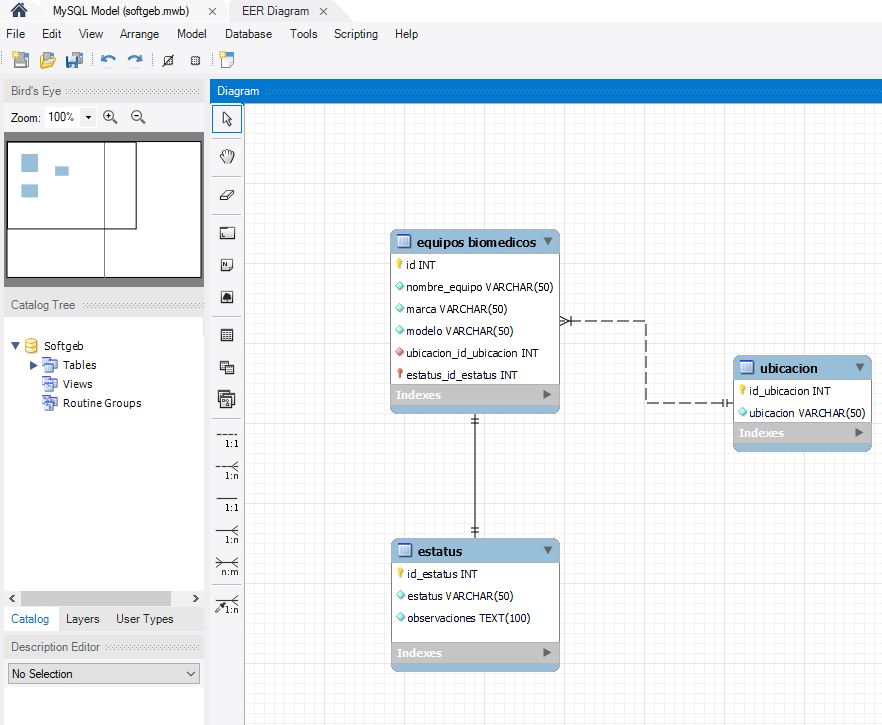 MySQL Model (softgeb.mwb)
EER Diagram
File Edit View Arrange Model Database Tools Scripting Help
Bird's Eye
Zoom: 100%
Catalog Tree
Softgeb
Tables
Views
Routine Groups
Catalog Layers User Types
Description Editor
No Selection
Diagram
1:1
1:n
1:1
1:n
n:m
1:n
equipos biomedicos
id INT
nombre_equipo VARCHAR(50)
marca VARCHAR(50)
modelo VARCHAR(50)
ubicacion_id_ubicacion INT
estatus_id_estatus INT
Indexes
ubicacion
id_ubicacion INT
ubicacion VARCHAR(50)
Indexes
estatus
id_estatus INT
estatus VARCHAR(50)
observaciones TEXT(100)
Indexes